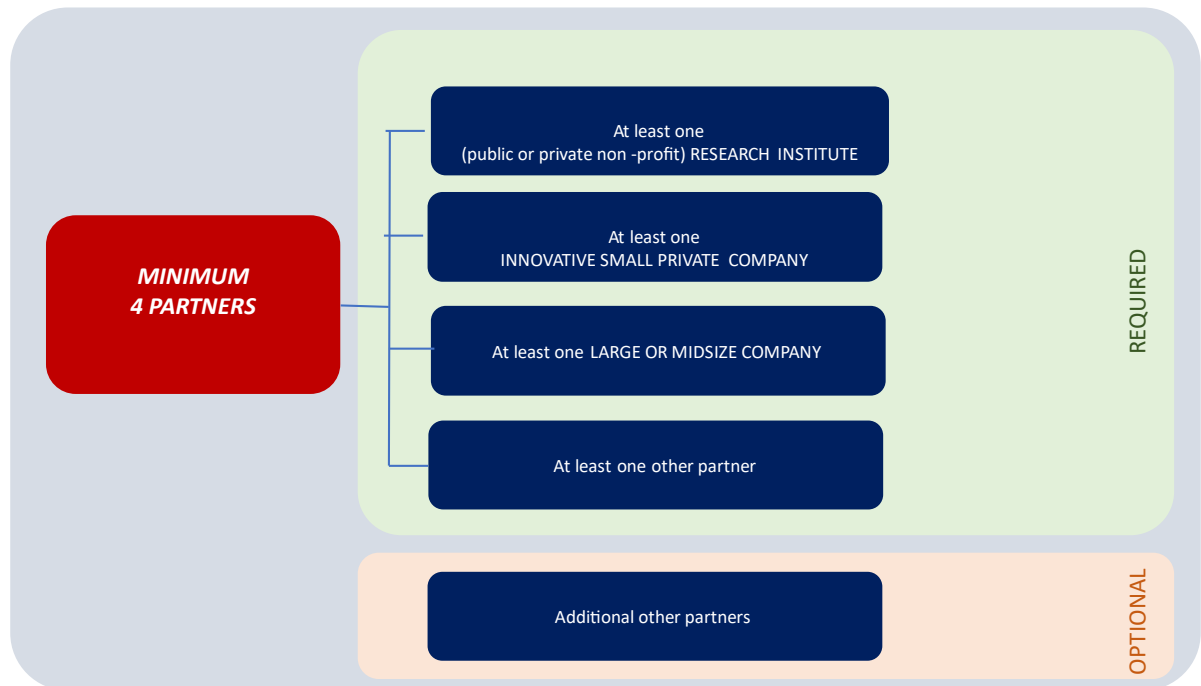 MINIMUM
4 PARTNERS
At least one
(public or private non -profit) RESEARCH INSTITUTE
At least one
INNOVATIVE SMALL PRIVATE COMPANY
At least one LARGE OR MIDSIZE COMPANY
At least one other partner
REQUIRED
Additional other partners
OPTIONAL